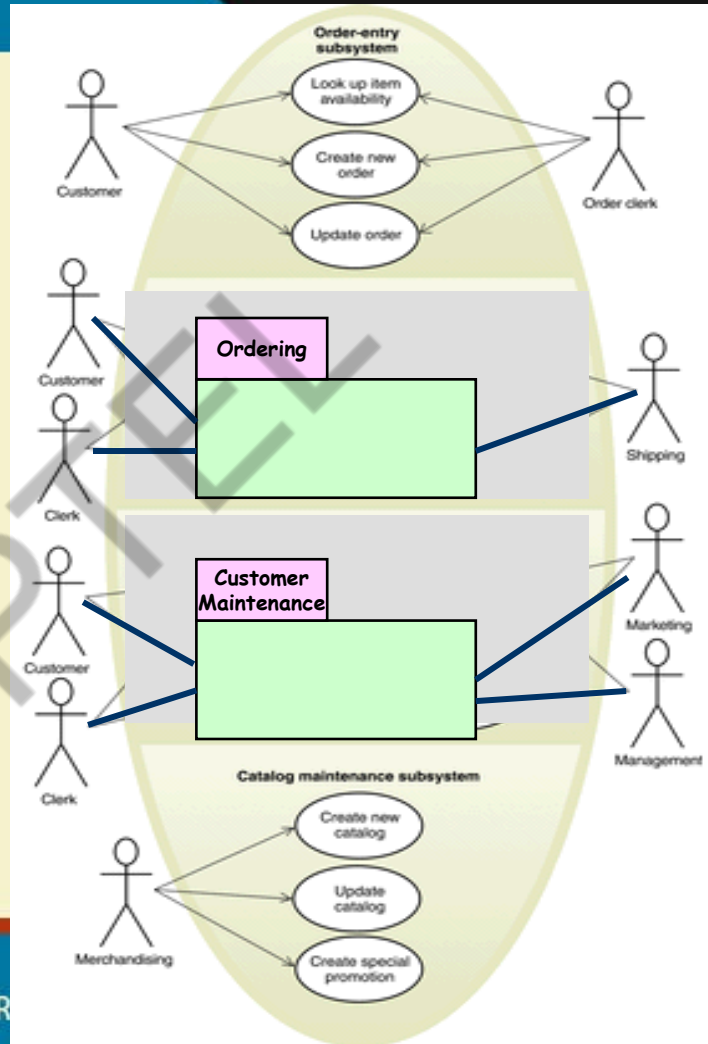 Order-entry
subsystem
Look up item
availability
Customer
Create new
order
Order clerk
Update order
Customer
Ordering
Clerk
Shipping
Customer
Maintenance
Customer
Marketing
Clerk
Management
Catalog maintenance subsystem
Create new
catalog
Update
catalog
Merchandising
Create special
promotion
PTEL
R